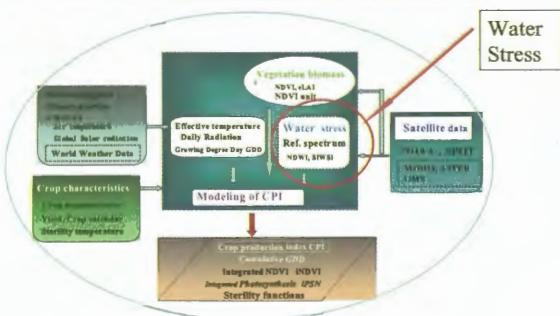 Water
Stress
Vegetation biomass
NDVI, eLAI
NDVI unit
Air temperature
Global Solar radiation
World Weather Data
Effective temperature
Daily Radiation
Growing Degree Day GDD
Water stress
Ref. spectrum
NDWI, SIWSI
Satellite data
SPOT
MODIS, ASTER
Crop characteristics
Yield, Crop calendar
Sterility temperature
Modeling of CPI
Crop production index CPI
Cumulative GDD
Integrated NDVI iNDVI
Integrated Photosynthesis iPSN
Sterility functions